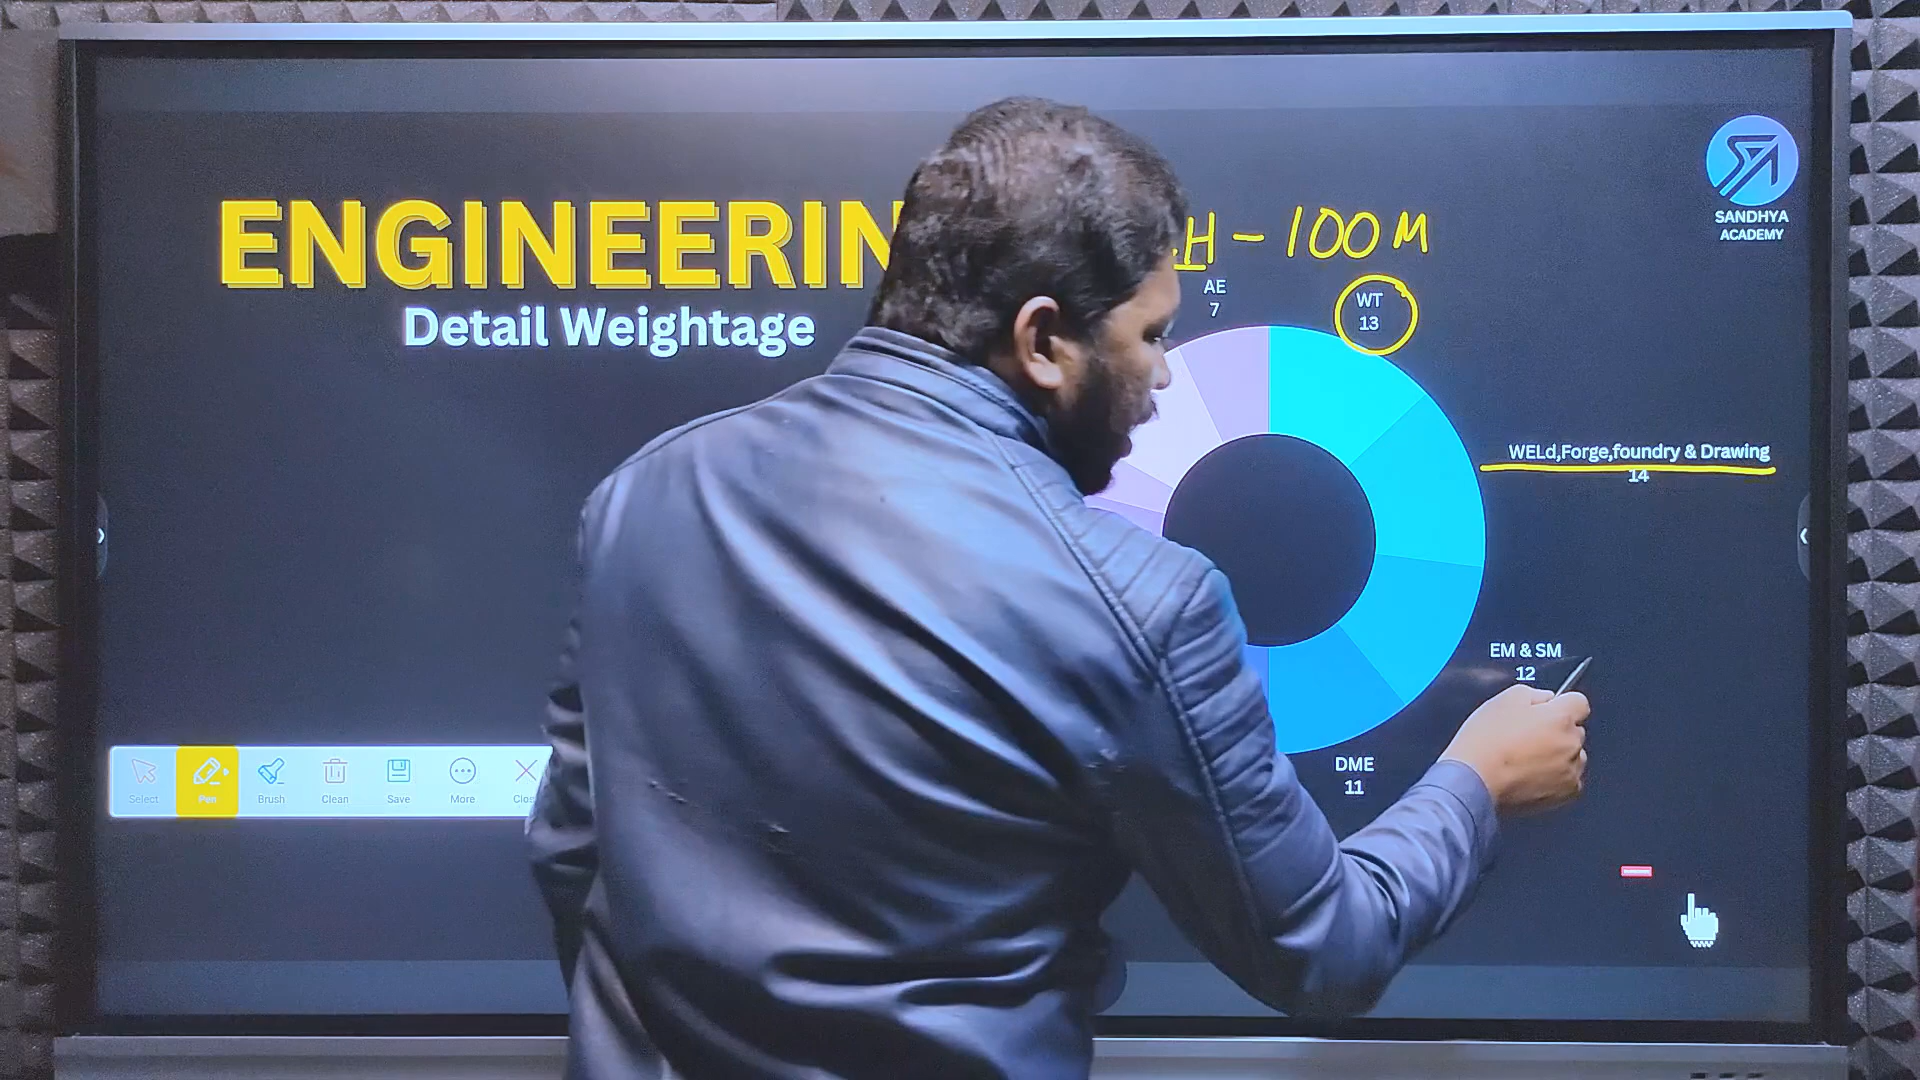 ENGINEERIN
Detail Weightage
H - 100 M
SANDHYA
ACADEMY
AE
7
WT
13
WELd,Forge,foundry & Drawing
14
EM & SM
12
DME
11
Select
Pen
Brush
Clean
Save
More
Clos